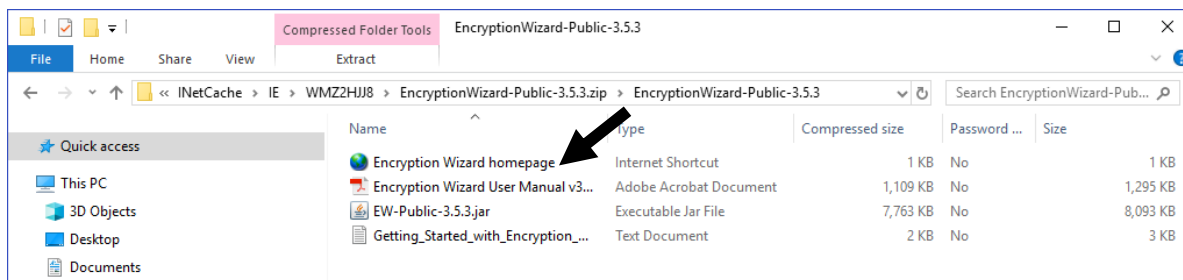 Compressed Folder Tools EncryptionWizard-Public-3.5.3
File Home Share View Extract
« INetCache > IE > WMZ2HJJ8 > EncryptionWizard-Public-3.5.3.zip > EncryptionWizard-Public-3.5.3 Search EncryptionWizard-Pub...
Name Type Compressed size Password ... Size
Quick access
Encryption Wizard homepage Internet Shortcut 1 KB No 1 KB
This PC
Encryption Wizard User Manual v3... Adobe Acrobat Document 1,109 KB No 1,295 KB
3D Objects
EW-Public-3.5.3.jar Executable Jar File 7,763 KB No 8,093 KB
Desktop
Getting_Started_with_Encryption_... Text Document 2 KB No 3 KB
Documents